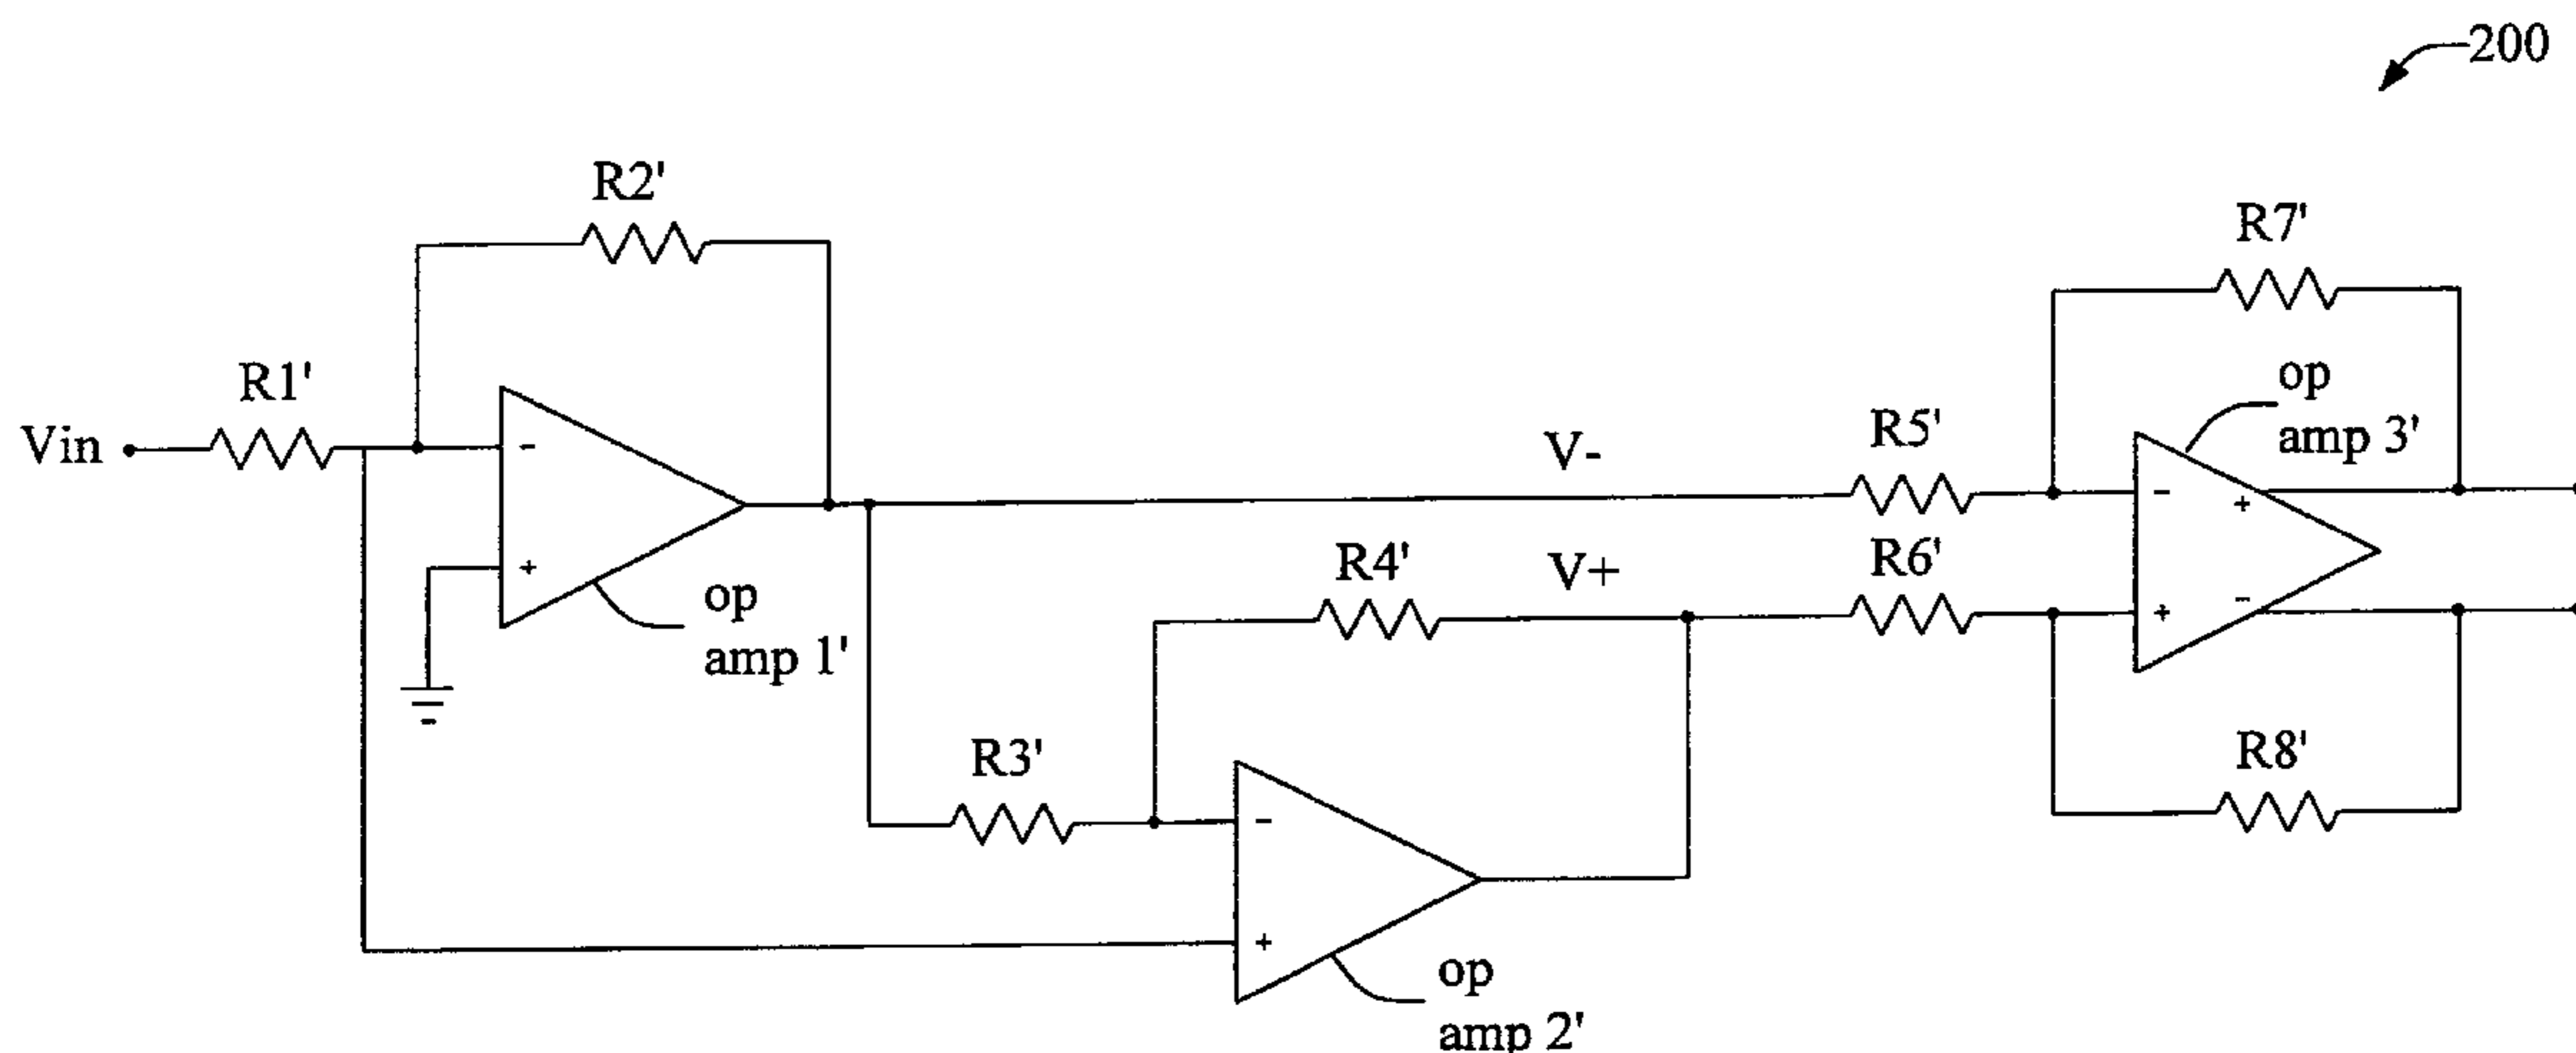 200
R2'
R7'
R1'
op
amp 3'
Vin
-
V-
R5'
-
+
R4'
V+
R6'
+
op
amp 1'
-
+
R3'
R8'
-
+
op
amp 2'